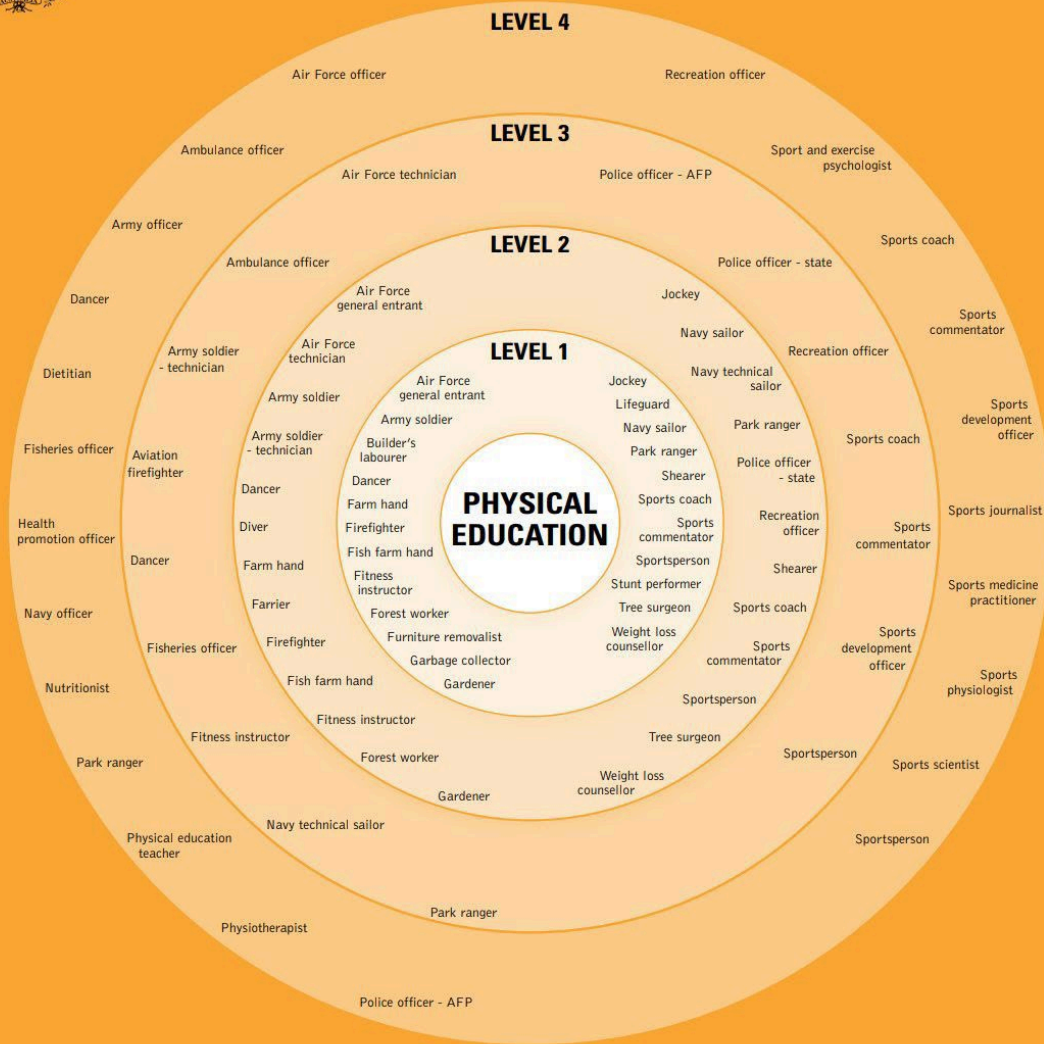 LEVEL 4
Air Force officer
Ambulance officer
Army officer
Dancer
Dietitian
Fisheries officer
Health
promotion officer
Navy officer
Nutritionist
Park ranger
Physical education
teacher
Physiotherapist
Police officer - AFP
Recreation officer
Sport and exercise
psychologist
Sports coach
Sports
commentator
Sports
development
officer
Sports journalist
Sports medicine
practitioner
Sports
physiologist
Sports scientist
Sportsperson
LEVEL 3
Air Force technician
Ambulance officer
Army soldier
- technician
Aviation
firefighter
Dancer
Fisheries officer
Fitness instructor
Navy technical sailor
Park ranger
Police officer - AFP
Police officer - state
Recreation officer
Sports coach
Sports
commentator
Sports
development
officer
Sportsperson
LEVEL 2
Air Force
general entrant
Air Force
technician
Army soldier
Army soldier
- technician
Dancer
Diver
Farm hand
Farrier
Firefighter
Fish farm hand
Fitness instructor
Forest worker
Gardener
Jockey
Navy sailor
Navy technical
sailor
Park ranger
Police officer
- state
Recreation
officer
Shearer
Sports coach
Sports
commentator
Sportsperson
Tree surgeon
Weight loss
counsellor
LEVEL 1
Air Force
general entrant
Army soldier
Builder's
labourer
Dancer
Farm hand
Firefighter
Fish farm hand
Fitness
instructor
Forest worker
Furniture removalist
Garbage collector
Gardener
Jockey
Lifeguard
Navy sailor
Park ranger
Shearer
Sports coach
Sports
commentator
Sportsperson
Stunt performer
Tree surgeon
Weight loss
counsellor
PHYSICAL
EDUCATION